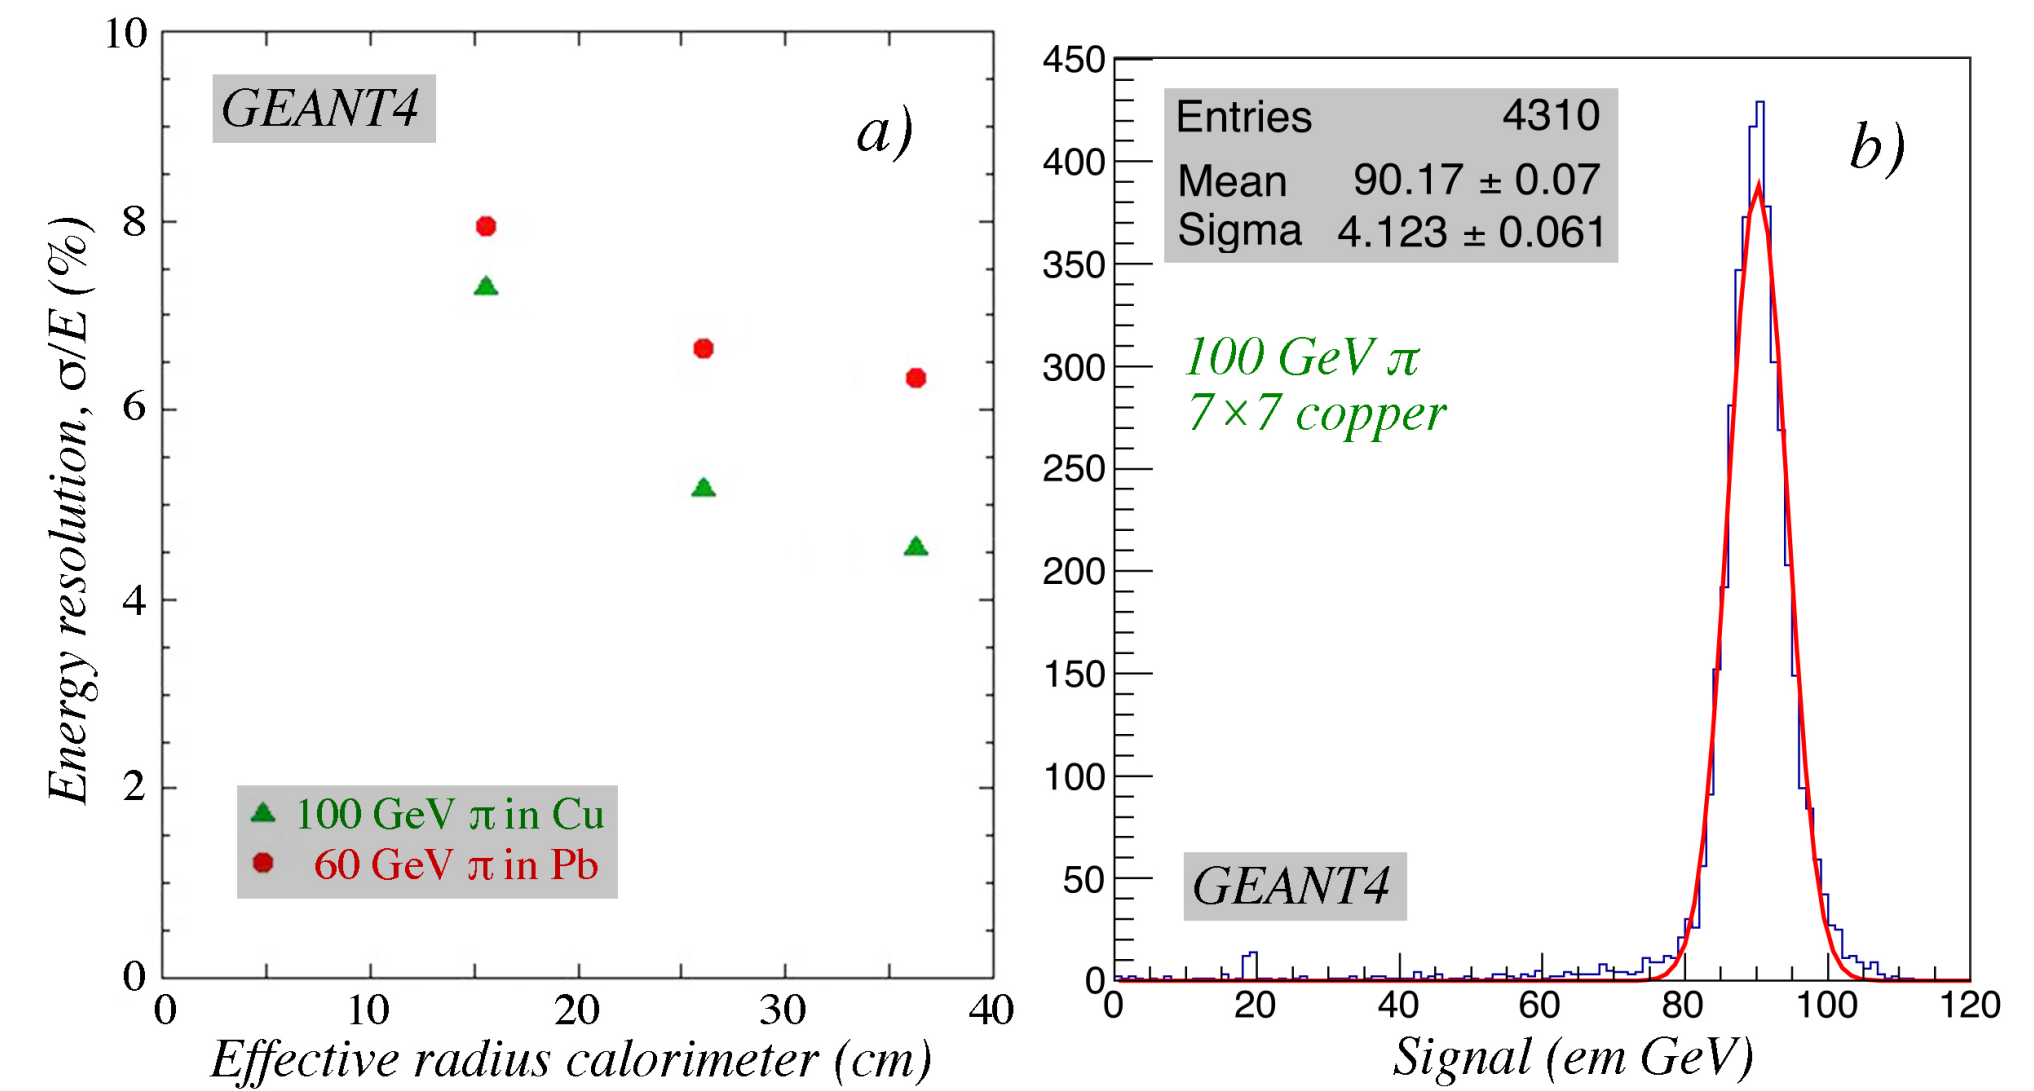 10
8
6
4
2
0
0
10
20
30
40
Energy resolution, σ/E (%)
Effective radius calorimeter (cm)
GEANT4
a)
100 GeV π in Cu
60 GeV π in Pb
450
400
350
300
250
200
150
100
50
0
0
20
40
60
80
100
120
Signal (em GeV)
Entries 4310
Mean 90.17 ± 0.07
Sigma 4.123 ± 0.061
b)
100 GeV π
7×7 copper
GEANT4